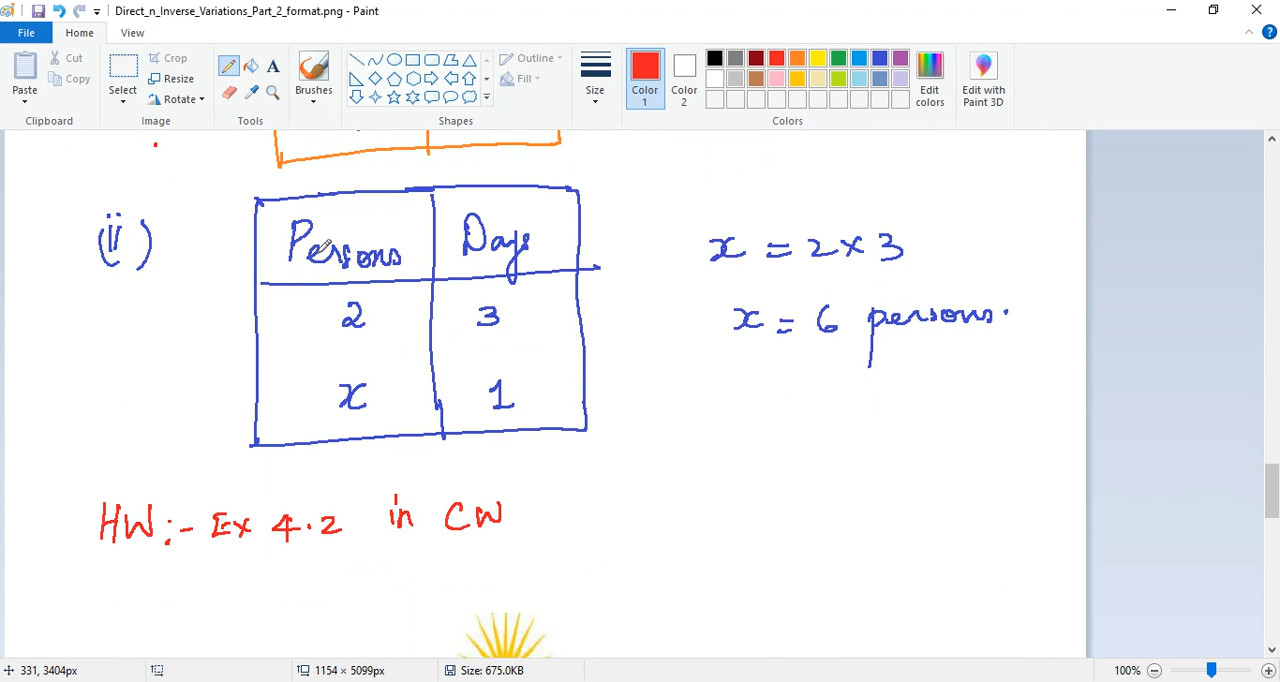 Direct_n_Inverse_Variations_Part_2_format.png - Paint
File Home View
Paste Cut Copy
Clipboard
Select Crop Resize Rotate
Image
A
Tools
Brushes
Shapes
Outline Fill
Size
Color 1
Color 2
Colors
Edit colors
Edit with Paint 3D
(ii)
Persons Days
2 3
x 1
x = 2 × 3
x = 6 persons.
HW:- Ex 4.2 in CW
331, 3404px
1154 × 5099px
Size: 675.0KB
100%